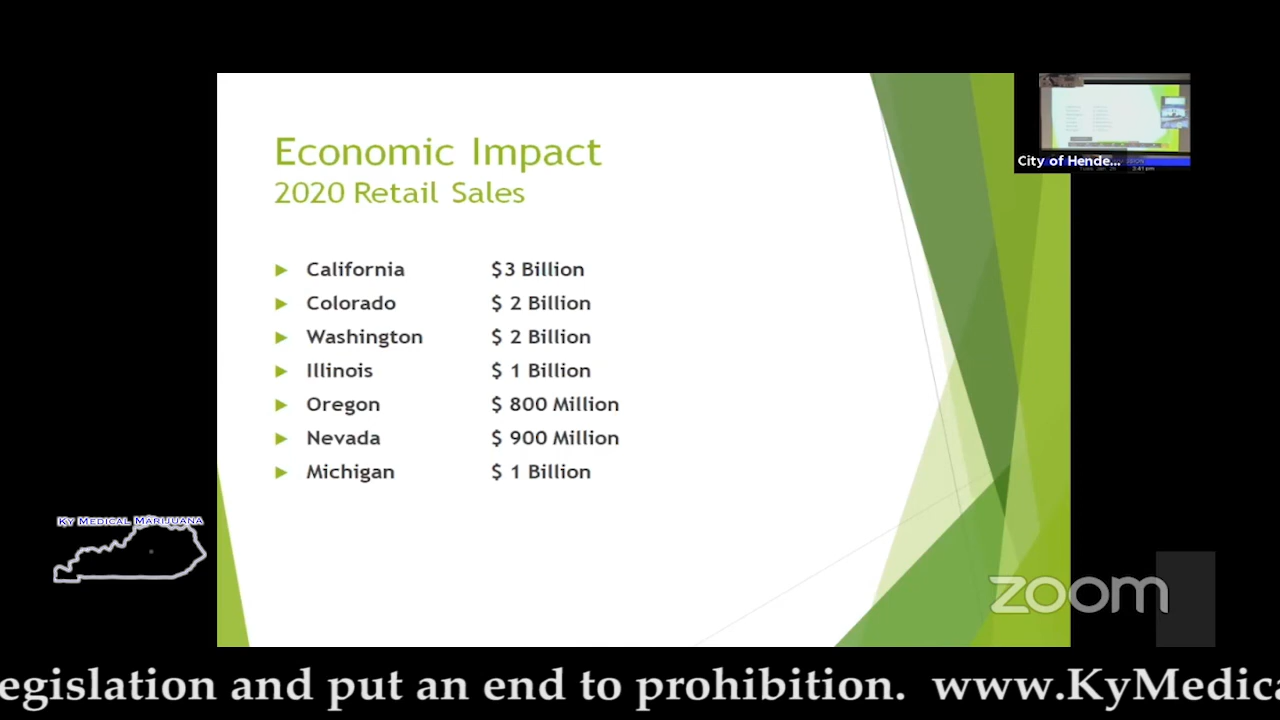 Economic Impact
2020 Retail Sales
California $3 Billion
Colorado $ 2 Billion
Washington $ 2 Billion
Illinois $ 1 Billion
Oregon $ 800 Million
Nevada $ 900 Million
Michigan $ 1 Billion
City of Hende...
KY MEDICAL MARIJUANA
zoom
egislation and put an end to prohibition. www.KyMedica